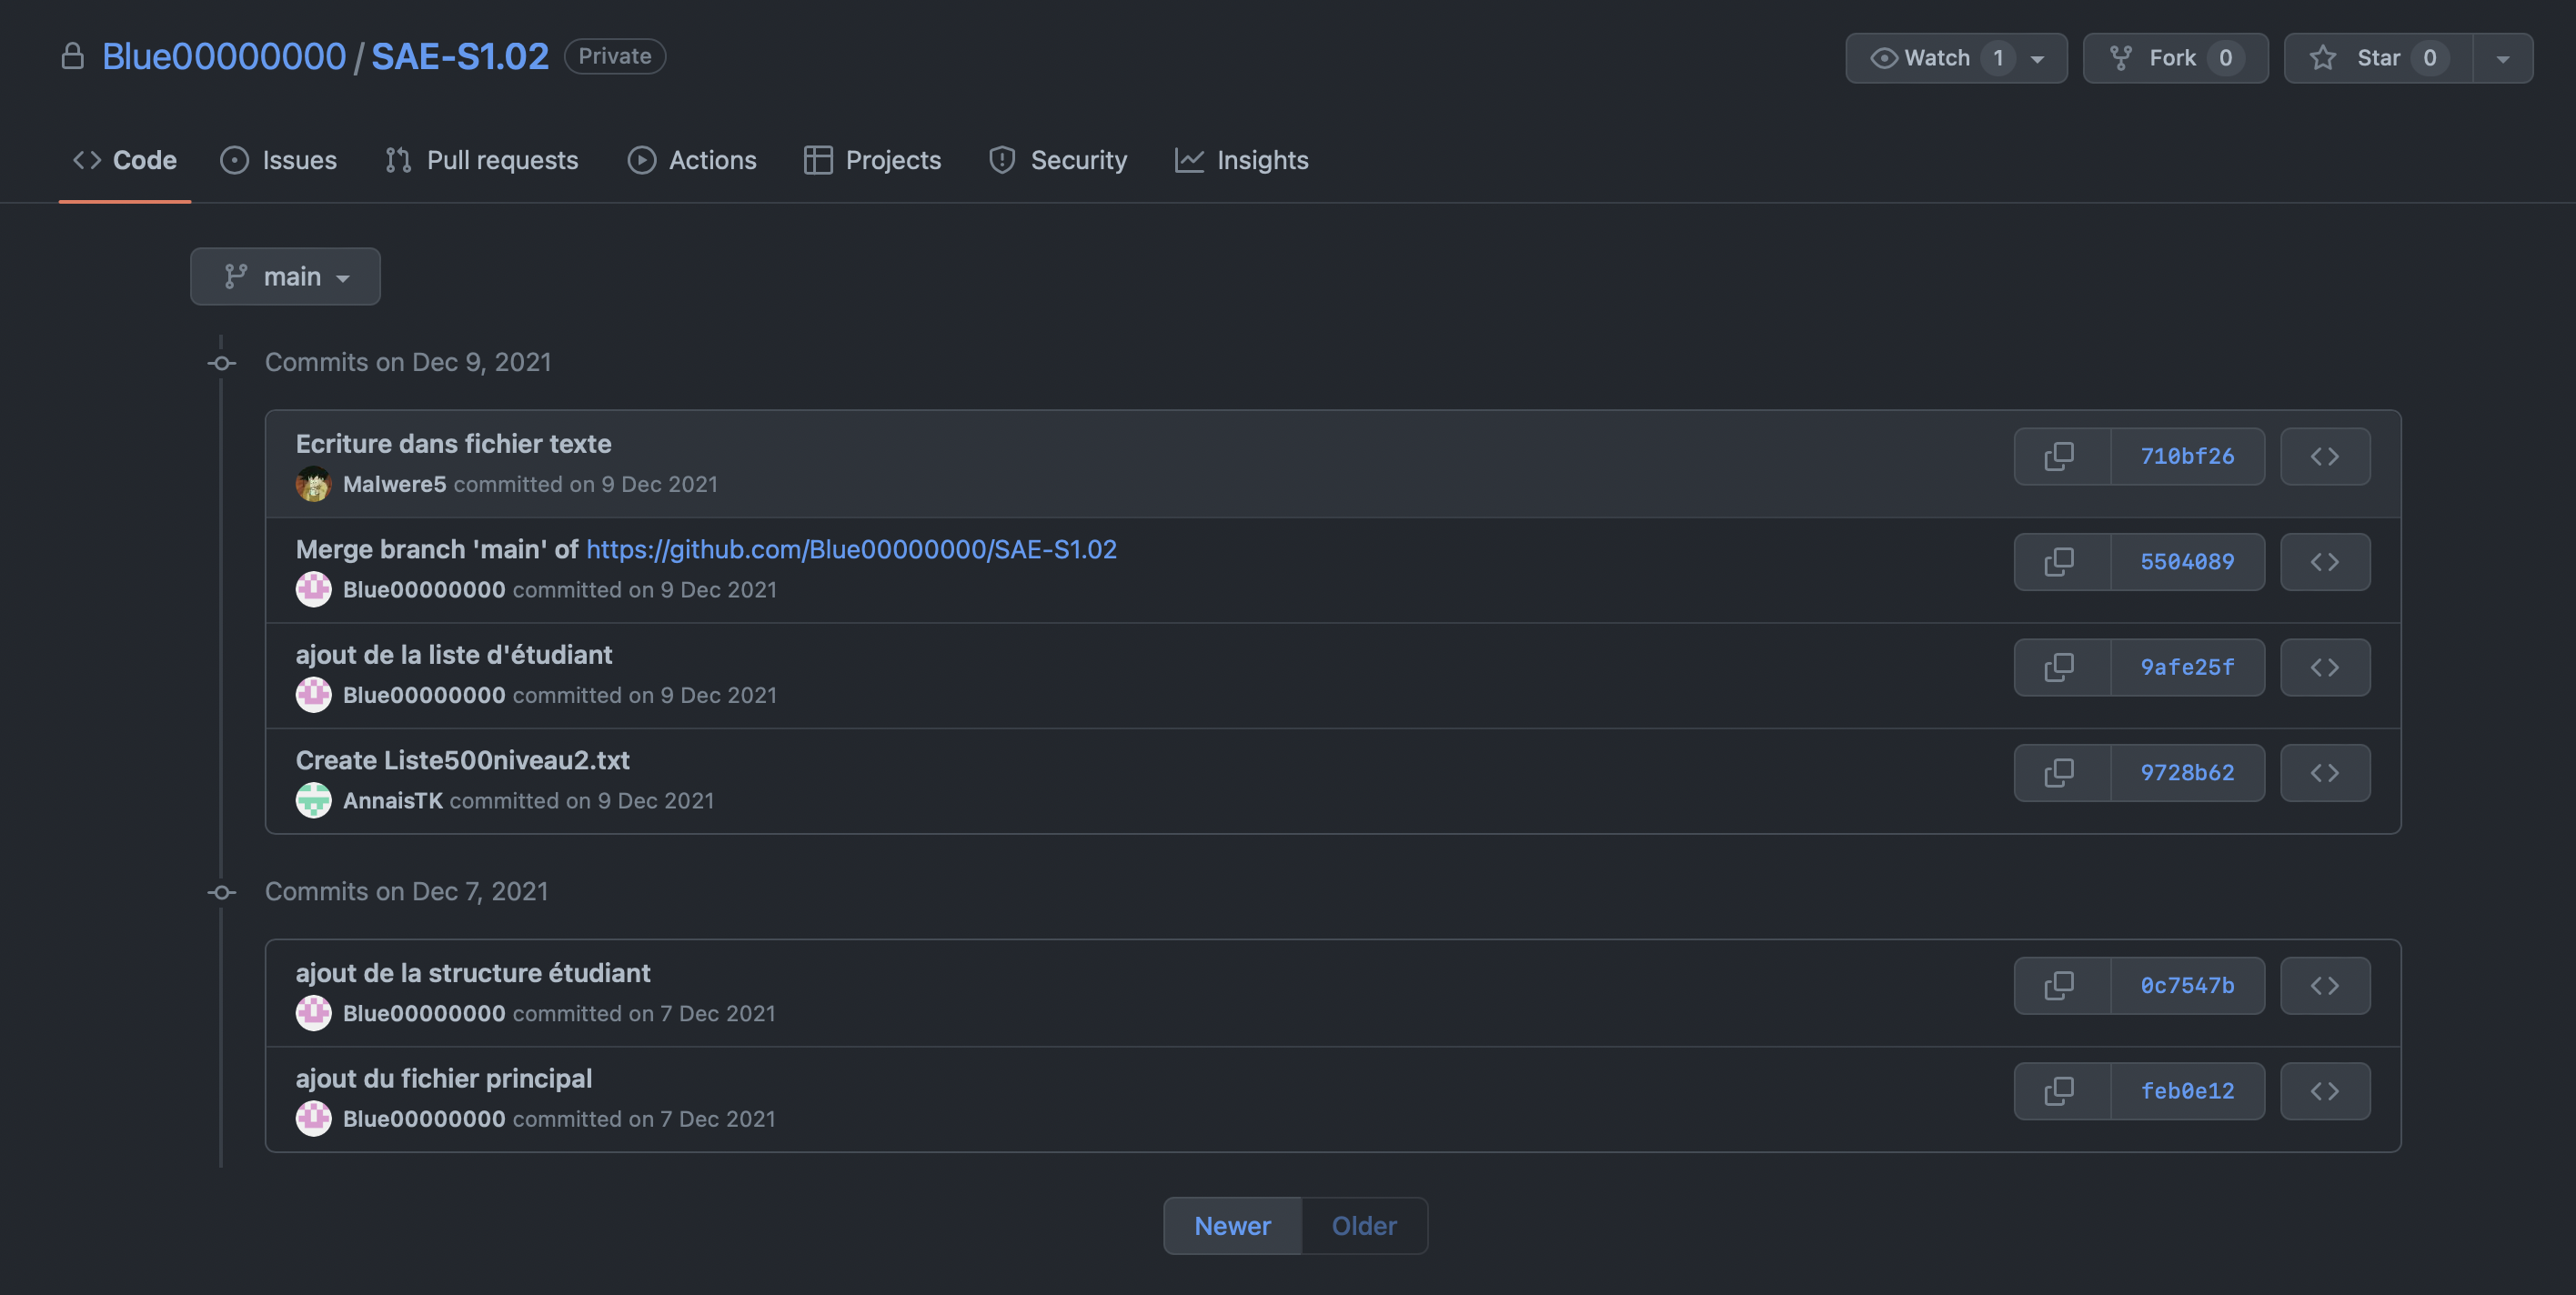 Blue00000000 / SAE-S1.02 Private
Watch 1
Fork 0
Star 0
Code Issues Pull requests Actions Projects Security Insights
main
Commits on Dec 9, 2021
Ecriture dans fichier texte
Malwere5 committed on 9 Dec 2021
710bf26
Merge branch 'main' of https://github.com/Blue00000000/SAE-S1.02
Blue00000000 committed on 9 Dec 2021
5504089
ajout de la liste d'étudiant
Blue00000000 committed on 9 Dec 2021
9afe25f
Create Liste500niveau2.txt
AnnaisTK committed on 9 Dec 2021
9728b62
Commits on Dec 7, 2021
ajout de la structure étudiant
Blue00000000 committed on 7 Dec 2021
0c7547b
ajout du fichier principal
Blue00000000 committed on 7 Dec 2021
feb0e12
Newer Older